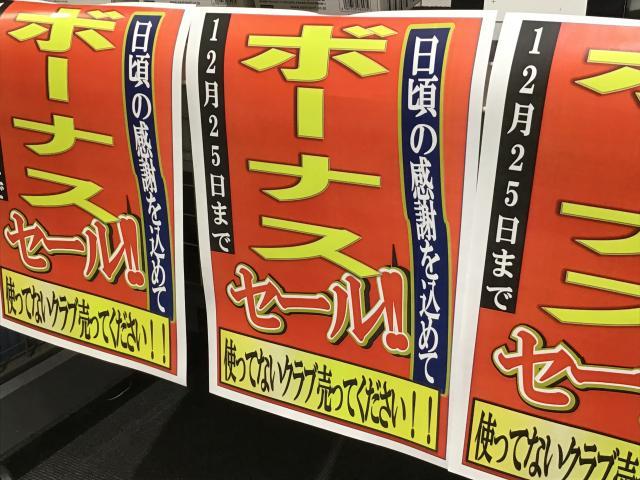 日頃の感謝を込めて
ボーナス
セール!!
使ってないクラブ売ってください!!
日頃の感謝を込めて
ボーナス
セール!!
12月25日まで
使ってないクラブ売ってください!!
セー
12月25日まで
使ってないクラブ売